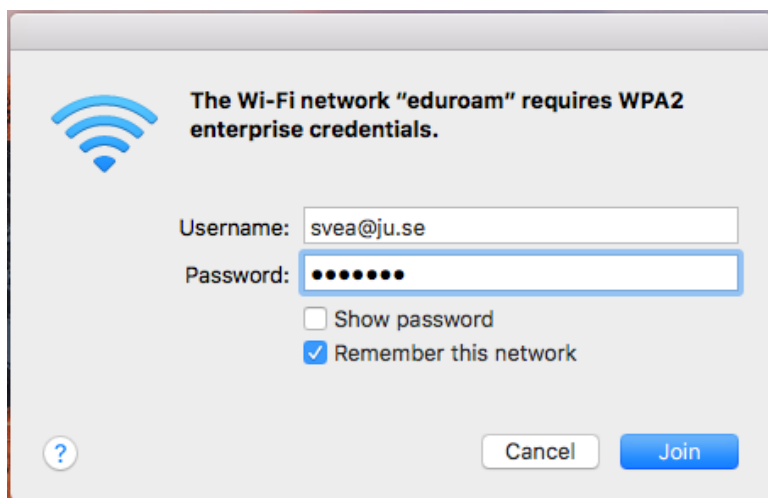 The Wi-Fi network “eduroam” requires WPA2
enterprise credentials.
Username: svea@ju.se
Password: •••••••
Show password
Remember this network
? Cancel Join